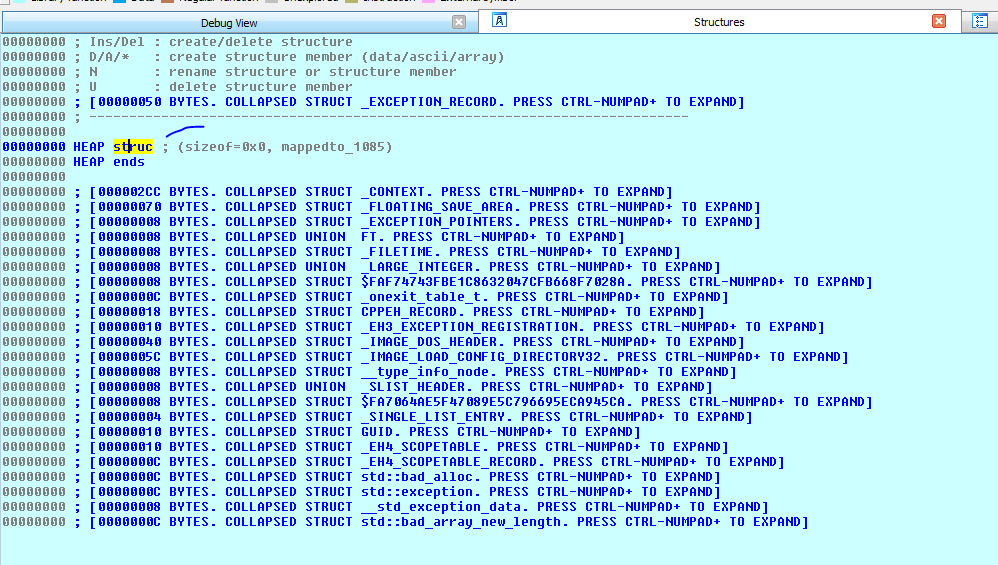 Debug View
Structures
00000000 ; Ins/Del : create/delete structure
00000000 ; D/A/*   : create structure member (data/ascii/array)
00000000 ; N       : rename structure or structure member
00000000 ; U       : delete structure member
00000000 ; [00000050 BYTES. COLLAPSED STRUCT _EXCEPTION_RECORD. PRESS CTRL-NUMPAD+ TO EXPAND]
00000000 ; ---------------------------------------------------------------------------
00000000
00000000 HEAP struc ; (sizeof=0x0, mappedto_1085)
00000000 HEAP ends
00000000
00000000 ; [000002CC BYTES. COLLAPSED STRUCT _CONTEXT. PRESS CTRL-NUMPAD+ TO EXPAND]
00000000 ; [00000070 BYTES. COLLAPSED STRUCT _FLOATING_SAVE_AREA. PRESS CTRL-NUMPAD+ TO EXPAND]
00000000 ; [00000008 BYTES. COLLAPSED STRUCT _EXCEPTION_POINTERS. PRESS CTRL-NUMPAD+ TO EXPAND]
00000000 ; [00000008 BYTES. COLLAPSED UNION  FT. PRESS CTRL-NUMPAD+ TO EXPAND]
00000000 ; [00000008 BYTES. COLLAPSED STRUCT _FILETIME. PRESS CTRL-NUMPAD+ TO EXPAND]
00000000 ; [00000008 BYTES. COLLAPSED UNION  _LARGE_INTEGER. PRESS CTRL-NUMPAD+ TO EXPAND]
00000000 ; [00000008 BYTES. COLLAPSED STRUCT $FAF74743FBE1C8632047CFB668F7028A. PRESS CTRL-NUMPAD+ TO EXPAND]
00000000 ; [0000000C BYTES. COLLAPSED STRUCT _onexit_table_t. PRESS CTRL-NUMPAD+ TO EXPAND]
00000000 ; [00000018 BYTES. COLLAPSED STRUCT CPPEH_RECORD. PRESS CTRL-NUMPAD+ TO EXPAND]
00000000 ; [00000010 BYTES. COLLAPSED STRUCT _EH3_EXCEPTION_REGISTRATION. PRESS CTRL-NUMPAD+ TO EXPAND]
00000000 ; [00000040 BYTES. COLLAPSED STRUCT _IMAGE_DOS_HEADER. PRESS CTRL-NUMPAD+ TO EXPAND]
00000000 ; [0000005C BYTES. COLLAPSED STRUCT _IMAGE_LOAD_CONFIG_DIRECTORY32. PRESS CTRL-NUMPAD+ TO EXPAND]
00000000 ; [00000008 BYTES. COLLAPSED STRUCT __type_info_node. PRESS CTRL-NUMPAD+ TO EXPAND]
00000000 ; [00000008 BYTES. COLLAPSED UNION  _SLIST_HEADER. PRESS CTRL-NUMPAD+ TO EXPAND]
00000000 ; [00000008 BYTES. COLLAPSED STRUCT $FA7064AE5F47089E5C796695ECA945CA. PRESS CTRL-NUMPAD+ TO EXPAND]
00000000 ; [00000004 BYTES. COLLAPSED STRUCT _SINGLE_LIST_ENTRY. PRESS CTRL-NUMPAD+ TO EXPAND]
00000000 ; [00000010 BYTES. COLLAPSED STRUCT GUID. PRESS CTRL-NUMPAD+ TO EXPAND]
00000000 ; [00000010 BYTES. COLLAPSED STRUCT _EH4_SCOPETABLE. PRESS CTRL-NUMPAD+ TO EXPAND]
00000000 ; [0000000C BYTES. COLLAPSED STRUCT _EH4_SCOPETABLE_RECORD. PRESS CTRL-NUMPAD+ TO EXPAND]
00000000 ; [0000000C BYTES. COLLAPSED STRUCT std::bad_alloc. PRESS CTRL-NUMPAD+ TO EXPAND]
00000000 ; [0000000C BYTES. COLLAPSED STRUCT std::exception. PRESS CTRL-NUMPAD+ TO EXPAND]
00000000 ; [00000008 BYTES. COLLAPSED STRUCT __std_exception_data. PRESS CTRL-NUMPAD+ TO EXPAND]
00000000 ; [0000000C BYTES. COLLAPSED STRUCT std::bad_array_new_length. PRESS CTRL-NUMPAD+ TO EXPAND]